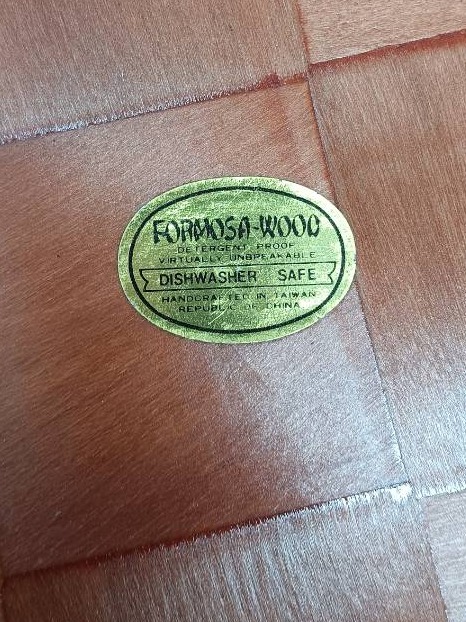 FORMOSA-WOOD
DETERGENT PROOF
VIRTUALLY UNBREAKABLE
DISHWASHER SAFE
HANDCRAFTED IN TAIWAN
REPUBLIC OF CHINA